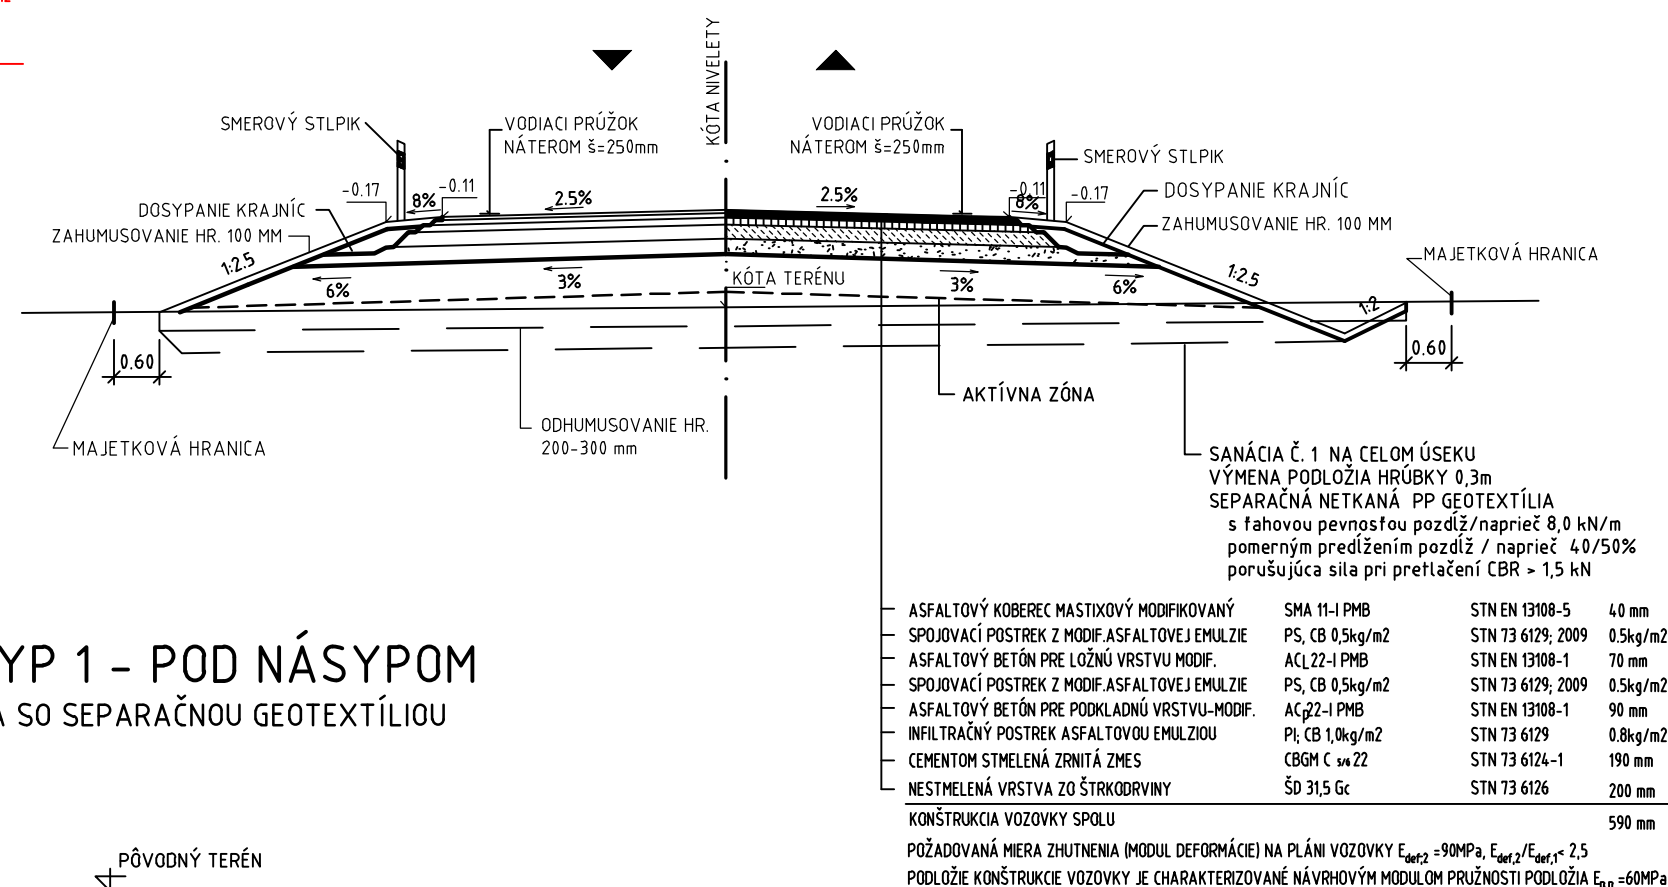 KÓTA NIVELETY
SMEROVÝ STLPIK
VODIACI PRÚŽOK
NÁTEROM š=250mm
VODIACI PRÚŽOK
NÁTEROM š=250mm
SMEROVÝ STLPIK
-0.17
8%
-0.11
2.5%
2.5%
-0.11
8%
-0.17
DOSYPANIE KRAJNÍC
DOSYPANIE KRAJNÍC
ZAHUMUSOVANIE HR. 100 MM
ZAHUMUSOVANIE HR. 100 MM
MAJETKOVÁ HRANICA
1:2.5
6%
3%
KÓTA TERÉNU
3%
6%
1:2.5
1:2
0.60
0.60
AKTÍVNA ZÓNA
MAJETKOVÁ HRANICA
ODHUMUSOVANIE HR.
200-300 mm
SANÁCIA Č. 1 NA CELOM ÚSEKU
VÝMENA PODLOŽIA HRÚBKY 0,3m
SEPARAČNÁ NETKANÁ PP GEOTEXTÍLIA
s ťahovou pevnosťou pozdĺž/naprieč 8,0 kN/m
pomerným predĺžením pozdĺž / naprieč 40/50%
porušujúca sila pri pretlačení CBR > 1,5 kN
ASFALTOVÝ KOBEREC MASTIXOVÝ MODIFIKOVANÝ SMA 11-I PMB STN EN 13108-5 40 mm
SPOJOVACÍ POSTREK Z MODIF.ASFALTOVEJ EMULZIE PS, CB 0,5kg/m2 STN 73 6129; 2009 0.5kg/m2
ASFALTOVÝ BETÓN PRE LOŽNÚ VRSTVU MODIF. ACL 22-I PMB STN EN 13108-1 70 mm
SPOJOVACÍ POSTREK Z MODIF.ASFALTOVEJ EMULZIE PS, CB 0,5kg/m2 STN 73 6129; 2009 0.5kg/m2
ASFALTOVÝ BETÓN PRE PODKLADNÚ VRSTVU-MODIF. ACp22-I PMB STN EN 13108-1 90 mm
INFILTRAČNÝ POSTREK ASFALTOVOU EMULZIOU PI; CB 1,0kg/m2 STN 73 6129 0.8kg/m2
CEMENTOM STMELENÁ ZRNITÁ ZMES CBGM C 5/6 22 STN 73 6124-1 190 mm
NESTMELENÁ VRSTVA ZO ŠTRKODRVINY ŠD 31,5 Gc STN 73 6126 200 mm
KONŠTRUKCIA VOZOVKY SPOLU 590 mm
POŽADOVANÁ MIERA ZHUTNENIA (MODUL DEFORMÁCIE) NA PLÁNI VOZOVKY Edef,2 =90MPa, Edef,2/Edef,1< 2,5
PODLOŽIE KONŠTRUKCIE VOZOVKY JE CHARAKTERIZOVANÉ NÁVRHOVÝM MODULOM PRUŽNOSTI PODLOŽIA Ep,n =60MPa
YP 1 - POD NÁSYPOM
A SO SEPARAČNOU GEOTEXTÍLIOU
PÔVODNÝ TERÉN